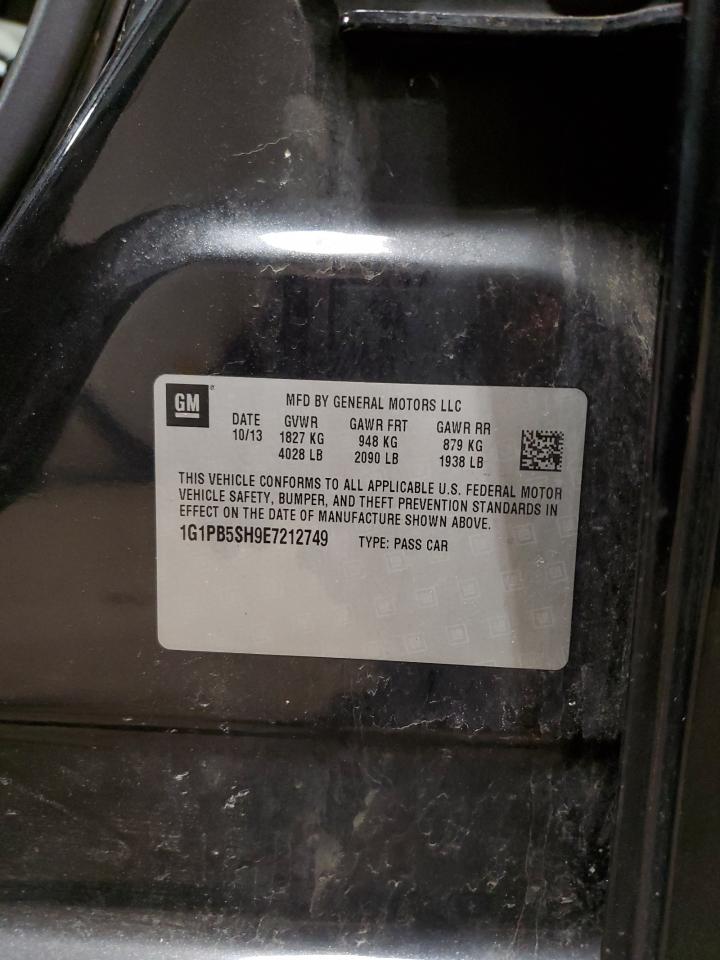 GM ® MFD BY GENERAL MOTORS LLC
DATE GVWR GAWR FRT GAWR RR
10/13 1827 KG 948 KG 879 KG
4028 LB 2090 LB 1938 LB
THIS VEHICLE CONFORMS TO ALL APPLICABLE U.S. FEDERAL MOTOR
VEHICLE SAFETY, BUMPER, AND THEFT PREVENTION STANDARDS IN
EFFECT ON THE DATE OF MANUFACTURE SHOWN ABOVE.
1G1PB5SH9E7212749 TYPE: PASS CAR